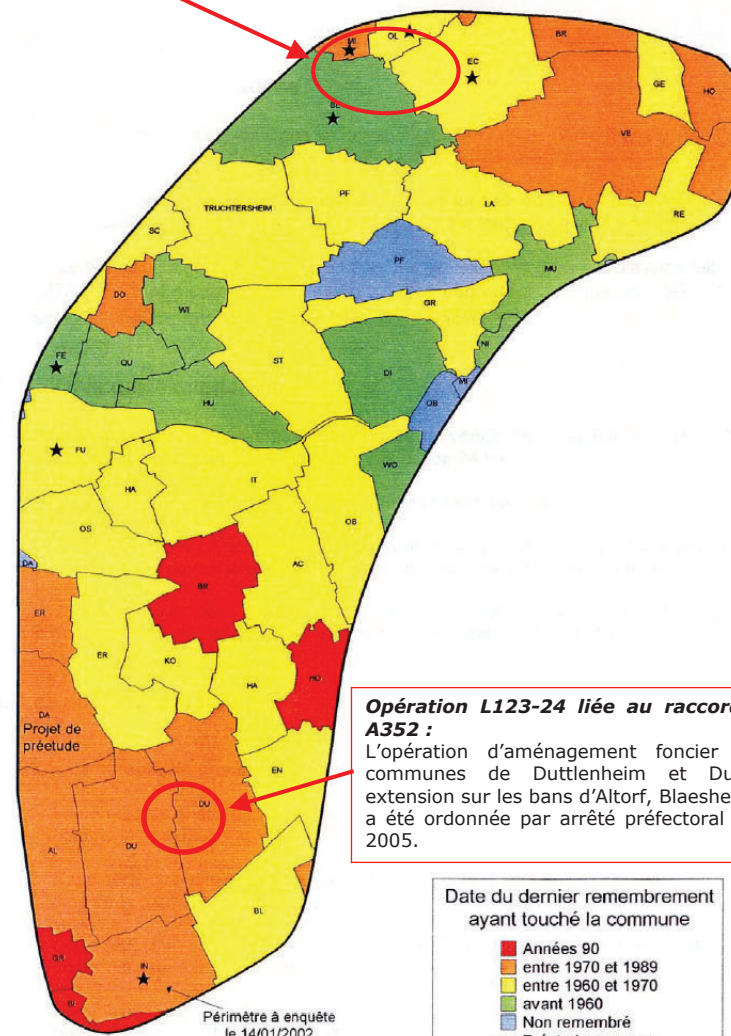 MI
OL
EC
BR
GE
HO
BL
VE
TRUCHTERSHEIM
PF
LA
RE
SC
PF
MU
DO
WI
GR
FE
QU
ST
DI
NI
MI
OB
HU
WO
FU
HA
IT
OB
OS
AC
DA
BR
ER
ER
KO
HA
HO
DA
Projet de
préetude
EN
DU
AL
DU
BL
GR
IN
BI
Périmètre à enquête
le 14/01/2002
Opération L123-24 liée au raccord
A352 :
L'opération d'aménagement foncier
communes de Duttlenheim et Du
extension sur les bans d'Altorf, Blaeshe
a été ordonnée par arrêté préfectoral
2005.
Date du dernier remembrement
ayant touché la commune
Années 90
entre 1970 et 1989
entre 1960 et 1970
avant 1960
Non remembré